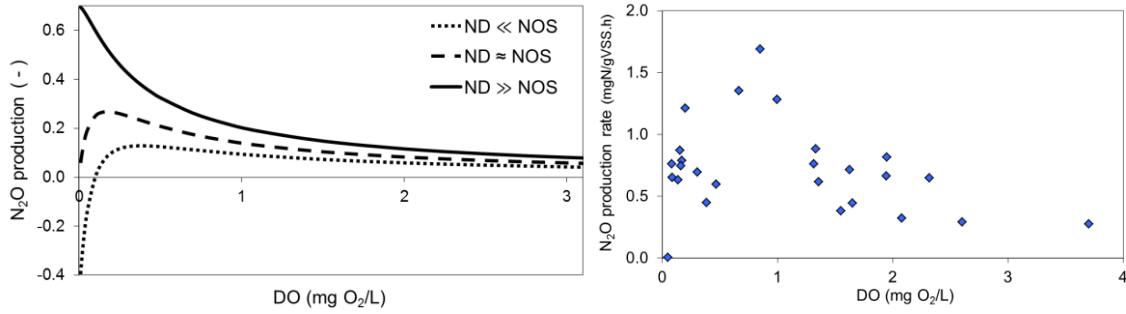 N₂O production ( - )
0.6
0.4
0.2
0.0
-0.2
-0.4
0
1
2
3
DO (mg O₂/L)
ND ≪ NOS
ND ≈ NOS
ND ≫ NOS
N₂O production rate (mgN/gVSS.h)
2.0
1.5
1.0
0.5
0.0
0
1
2
3
4
DO (mg O₂/L)